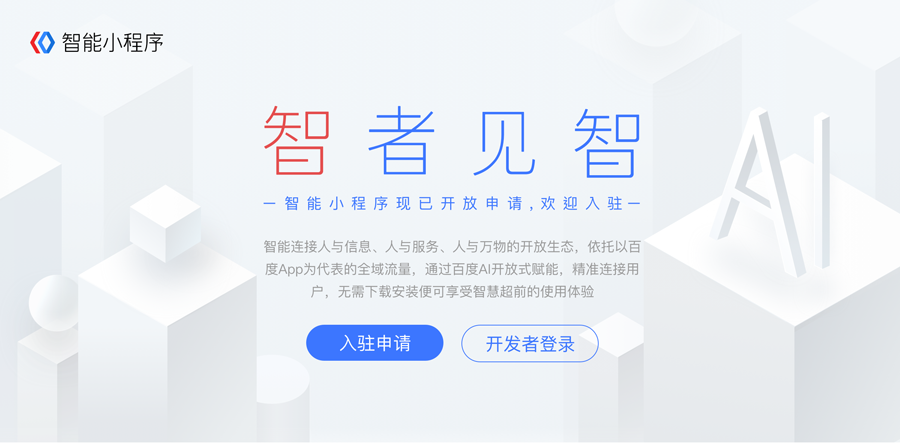 智能小程序
智者见智
智能小程序现已开放申请,欢迎入驻
智能连接人与信息、人与服务、人与万物的开放生态，依托以百
度App为代表的全域流量，通过百度AI开放式赋能，精准连接用
户，无需下载安装便可享受智慧超前的使用体验
AI
入驻申请
开发者登录